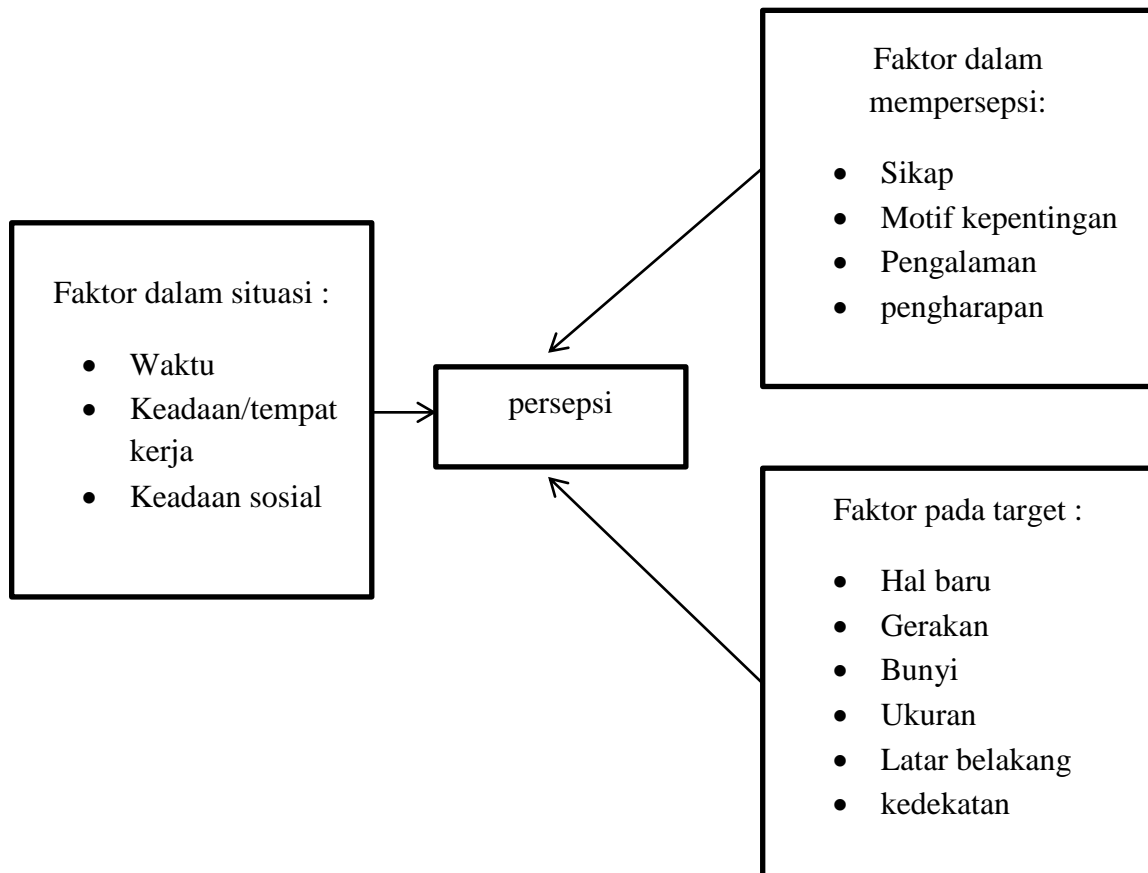 Faktor dalam
mempersepsi:
• Sikap
• Motif kepentingan
• Pengalaman
• pengharapan
Faktor dalam situasi :
• Waktu
• Keadaan/tempat
kerja
• Keadaan sosial
persepsi
Faktor pada target :
• Hal baru
• Gerakan
• Bunyi
• Ukuran
• Latar belakang
• kedekatan